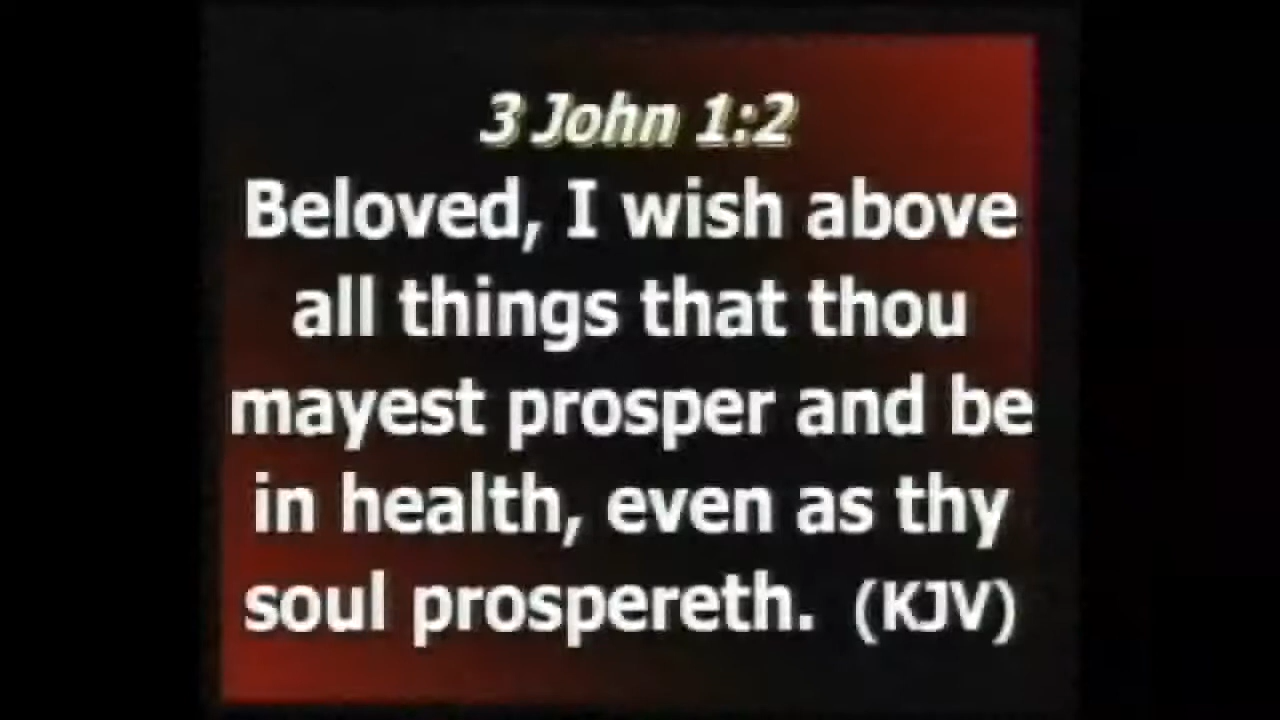 3 John 1:2
Beloved, I wish above
all things that thou
mayest prosper and be
in health, even as thy
soul prospereth. (KJV)